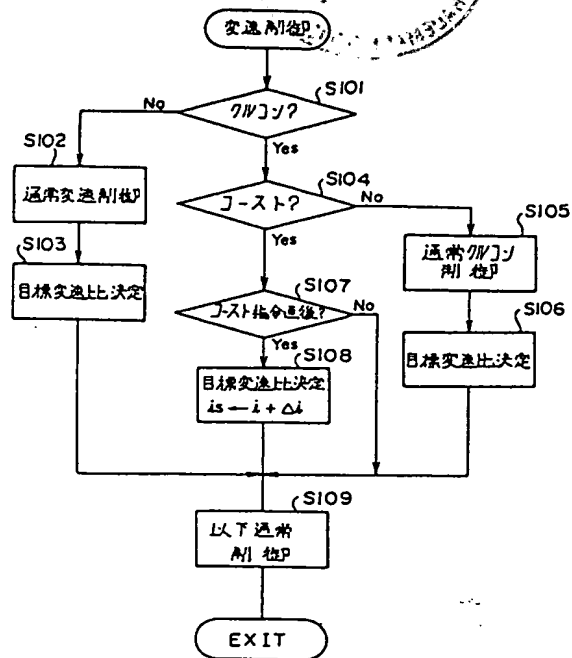 変速制御
S101
クルコン?
No
Yes
S102
通常変速制御
S103
目標変速比決定
S104
コースト?
No
Yes
S105
通常クルコン
制御
S106
目標変速比決定
S107
コースト指令直後?
No
Yes
S108
目標変速比決定
is ← i + Δi
S109
以下通常
制御
EXIT